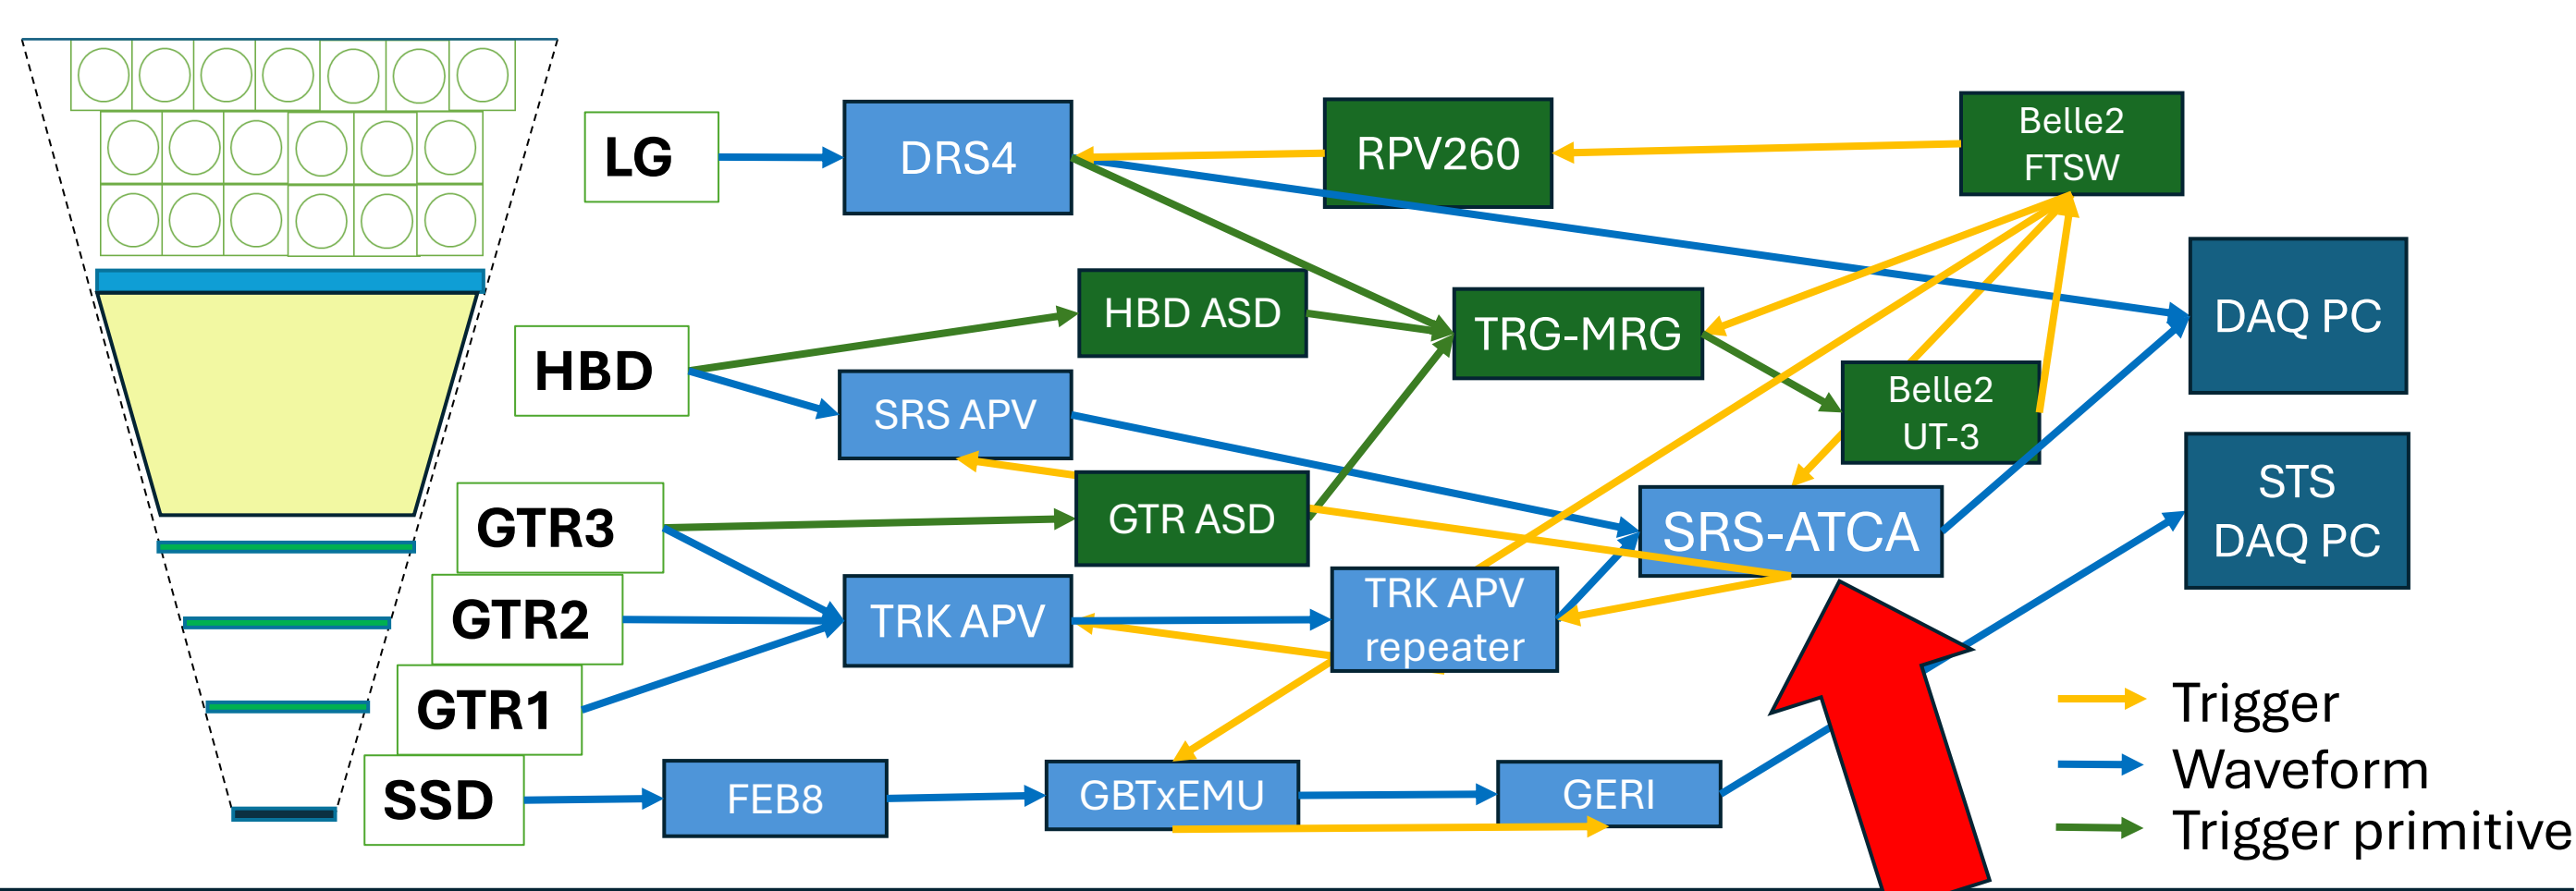 LG
DRS4
RPV260
Belle2
FTSW
HBD
HBD ASD
SRS APV
TRG-MRG
Belle2
UT-3
DAQ PC
GTR3
GTR ASD
SRS-ATCA
STS
DAQ PC
GTR2
TRK APV
TRK APV
repeater
GTR1
SSD
FEB8
GBTxEMU
GERI
Trigger
Waveform
Trigger primitive